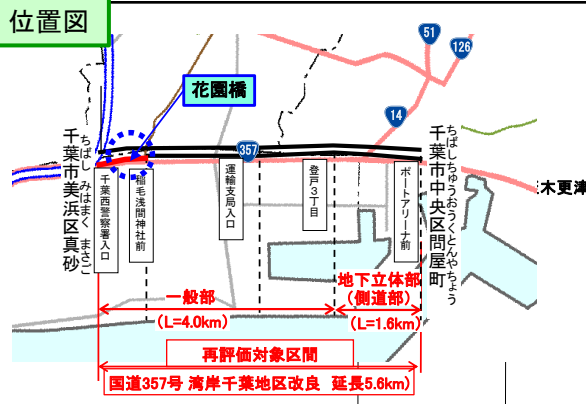 位置図
51
126
花園橋
14
357
千葉市美浜区真砂
ちば みはまく まさご
千葉西警察署入口
稲毛浅間神社前
運輸支局入口
登戸3丁目
ポートアリーナ前
千葉市中央区問屋町
ちばしちゅうおうくとんやちょう
木更津
一般部
(L=4.0km)
地下立体部
(側道部)
(L=1.6km)
再評価対象区間
国道357号 湾岸千葉地区改良 延長5.6km)